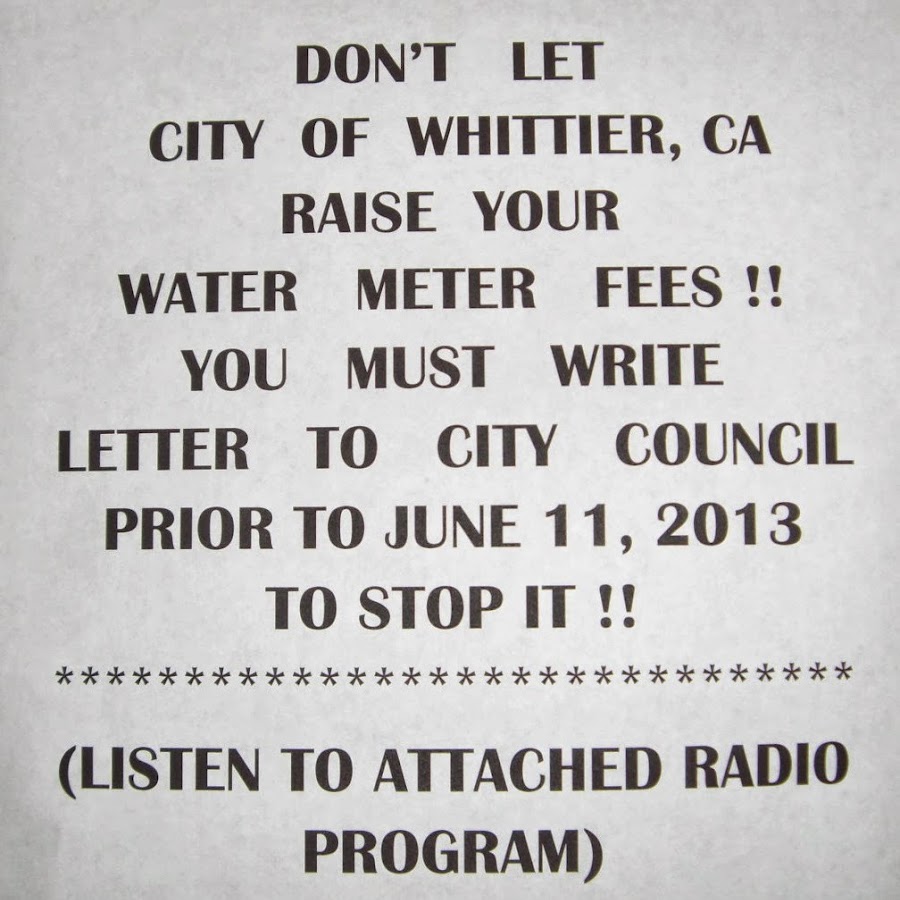 DON'T LET
CITY OF WHITTIER, CA
RAISE YOUR
WATER METER FEES !!
YOU MUST WRITE
LETTER TO CITY COUNCIL
PRIOR TO JUNE 11, 2013
TO STOP IT !!
*******************************
(LISTEN TO ATTACHED RADIO
PROGRAM)